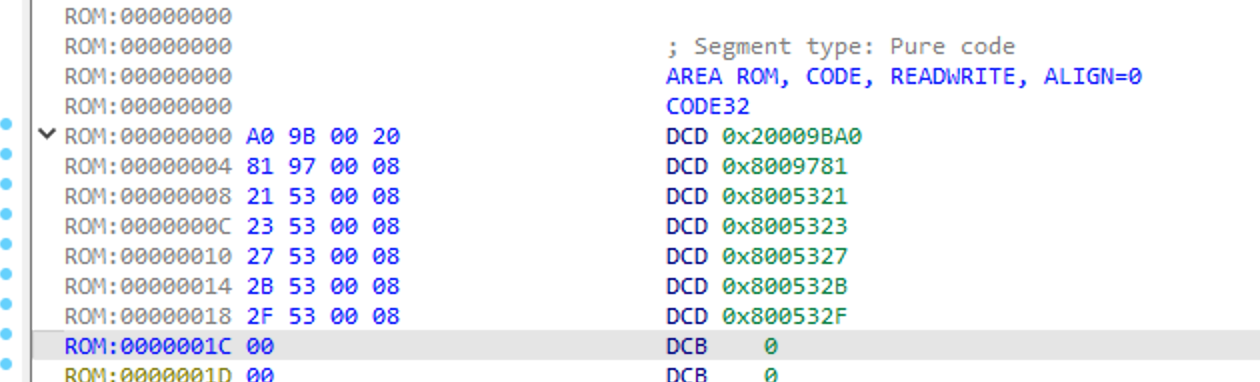 ROM:00000000
ROM:00000000 ; Segment type: Pure code
ROM:00000000 AREA ROM, CODE, READWRITE, ALIGN=0
ROM:00000000 CODE32
ROM:00000000 A0 9B 00 20 DCD 0x20009BA0
ROM:00000004 81 97 00 08 DCD 0x8009781
ROM:00000008 21 53 00 08 DCD 0x8005321
ROM:0000000C 23 53 00 08 DCD 0x8005323
ROM:00000010 27 53 00 08 DCD 0x8005327
ROM:00000014 2B 53 00 08 DCD 0x800532B
ROM:00000018 2F 53 00 08 DCD 0x800532F
ROM:0000001C 00 DCB 0
ROM:0000001D 00 DCB 0